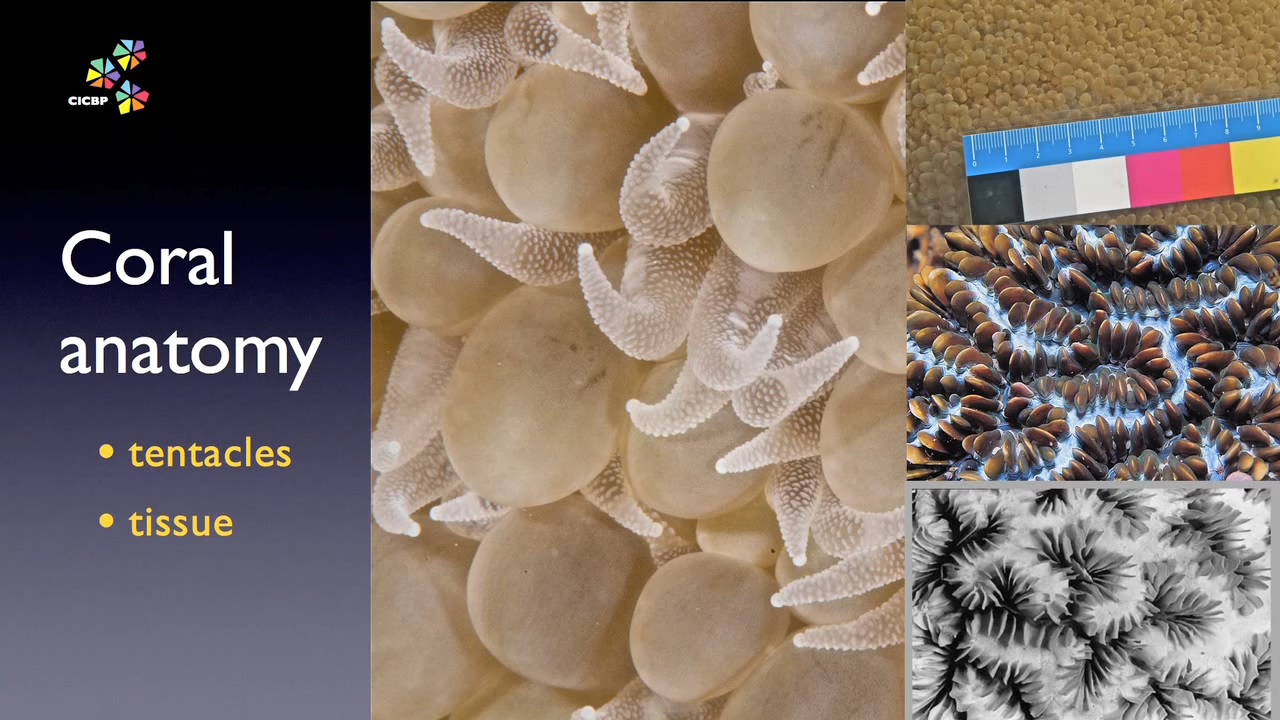 CICBP
Coral
anatomy
• tentacles
• tissue
0 1 2 3 4 5 6 7 8 9